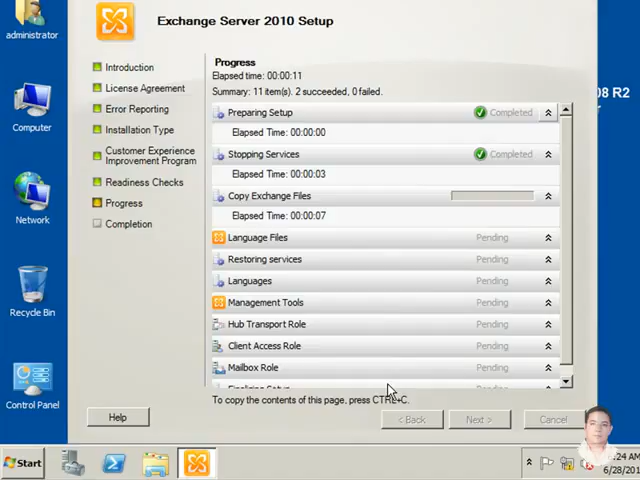 administrator
Computer
Network
Recycle Bin
Control Panel
Exchange Server 2010 Setup
Introduction
License Agreement
Error Reporting
Installation Type
Customer Experience
Improvement Program
Readiness Checks
Progress
Completion
Progress
Elapsed time: 00:00:11
Summary: 11 item(s). 2 succeeded, 0 failed.
Preparing Setup Completed
Elapsed Time: 00:00:00
Stopping Services Completed
Elapsed Time: 00:00:03
Copy Exchange Files
Elapsed Time: 00:00:07
Language Files Pending
Restoring services Pending
Languages Pending
Management Tools Pending
Hub Transport Role Pending
Client Access Role Pending
Mailbox Role Pending
Finalizing Setup Pending
To copy the contents of this page, press CTRL+C.
Help
< Back
Next >
Cancel
08 R2
Start
:24 AM
6/28/201